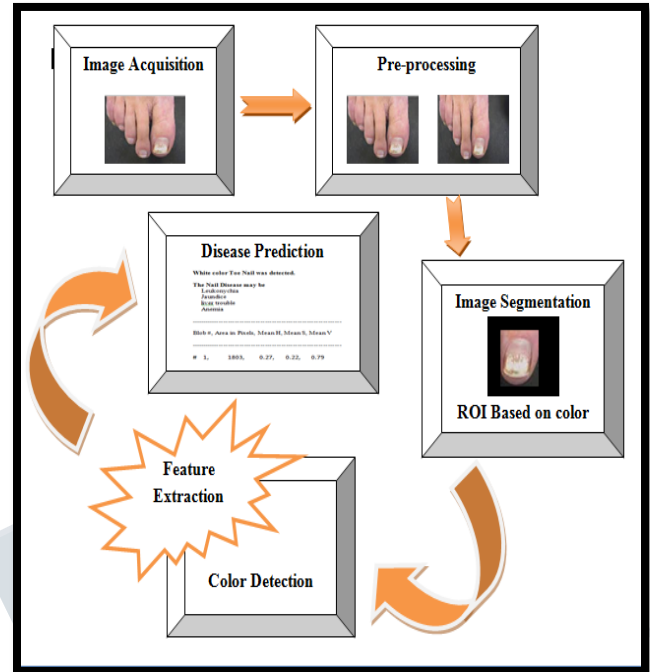 Image Acquisition
Pre-processing
Image Segmentation
ROI Based on color
Feature
Extraction
Color Detection
Disease Prediction
White color Toe Nail was detected.
The Nail Disease may be
Leukonychia
Jaundice
liver trouble
Anemia
Blob #, Area in Pixels, Mean H, Mean S, Mean V
# 1, 1803, 0.27, 0.22, 0.79